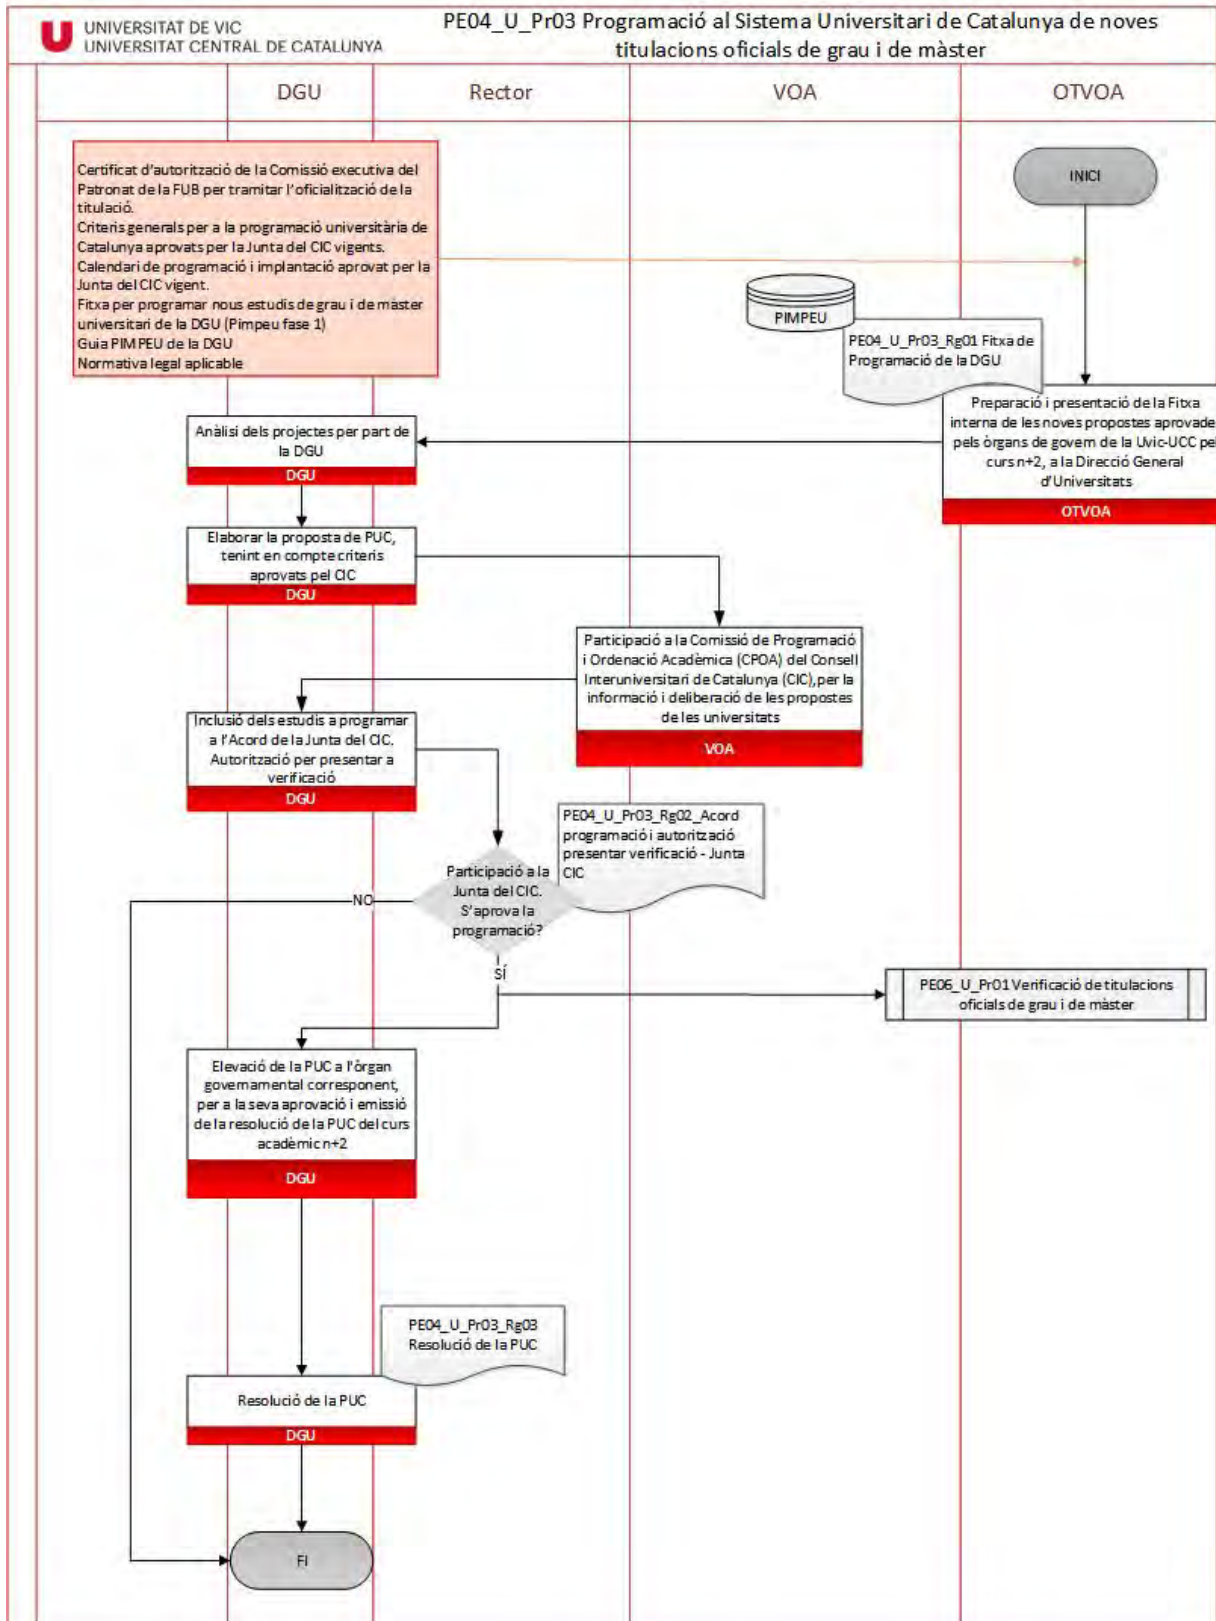 UNIVERSITAT DE VIC
UNIVERSITAT CENTRAL DE CATALUNYA
PE04_U_Pr03 Programació al Sistema Universitari de Catalunya de noves
titulacions oficials de grau i de màster
DGU
Rector
VOA
OTVOA
Certificat d'autorització de la Comissió executiva del
Patronat de la FUB per tramitar l'oficialització de la
titulació.
Criteris generals per a la programació universitària de
Catalunya aprovats per la Junta del CIC vigents.
Calendari de programació i implantació aprovat per la
Junta del CIC vigent.
Fitxa per programar nous estudis de grau i de màster
universitari de la DGU (Pimpeu fase 1)
Guia PIMPEU de la DGU
Normativa legal aplicable
INICI
PIMPEU
PE04_U_Pr03_Rg01 Fitxa de
Programació de la DGU
Preparació i presentació de la Fitxa
interna de les noves propostes aprovade
pels òrgans de govern de la Uvic-UCC pel
curs n+2, a la Direcció General
d'Universitats
OTVOA
Anàlisi dels projectes per part de
la DGU
DGU
Elaborar la proposta de PUC,
tenint en compte criteris
aprovats pel CIC
DGU
Participació a la Comissió de Programació
i Ordenació Acadèmica (CPOA) del Consell
Interuniversitari de Catalunya (CIC), per la
informació i deliberació de les propostes
de les universitats
VOA
Inclusió dels estudis a programar
a l'Acord de la Junta del CIC.
Autorització per presentar a
verificació
DGU
PE04_U_Pr03_Rg02_Acord
programació i autorització
presentar verificació - Junta
CIC
Participació a la
Junta del CIC.
S'aprova la
programació?
NO
SÍ
PE06_U_Pr01 Verificació de titulacions
oficials de grau i de màster
Elevació de la PUC a l'òrgan
governamental corresponent,
per a la seva aprovació i emissió
de la resolució de la PUC del curs
acadèmic n+2
DGU
PE04_U_Pr03_Rg03
Resolució de la PUC
Resolució de la PUC
DGU
FI